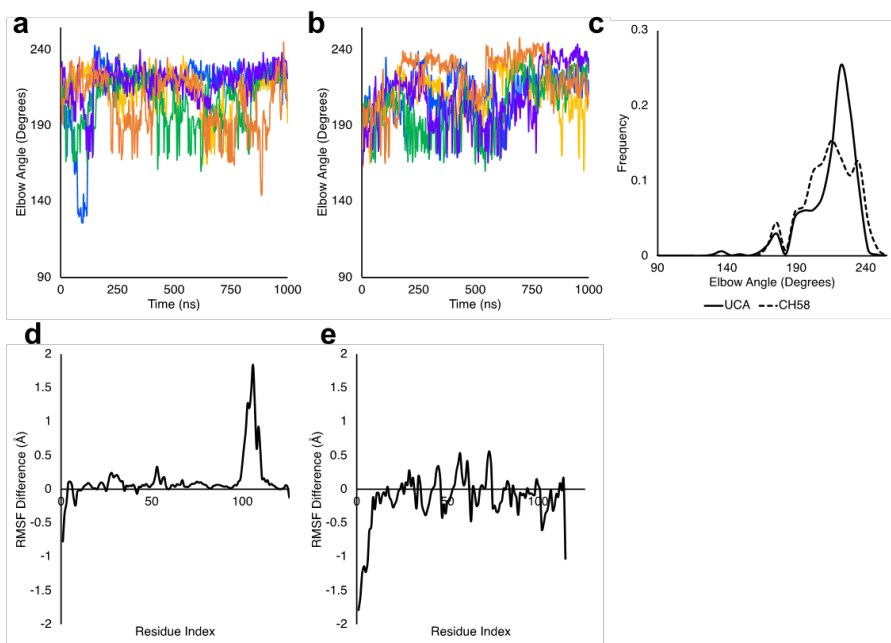 a
240
190
140
90
Elbow Angle (Degrees)
0 250 500 750 1000
Time (ns)
b
240
190
140
90
Elbow Angle (Degrees)
0 250 500 750 1000
Time (ns)
c
0.3
0.2
0.1
0
Frequency
90 140 190 240
Elbow Angle (Degrees)
UCA CH58
d
2
1.5
1
0.5
0
-0.5
-1
-1.5
-2
RMSF Difference (Å)
0 50 100
Residue Index
e
2
1.5
1
0.5
0
-0.5
-1
-1.5
-2
RMSF Difference (Å)
0 50 100
Residue Index